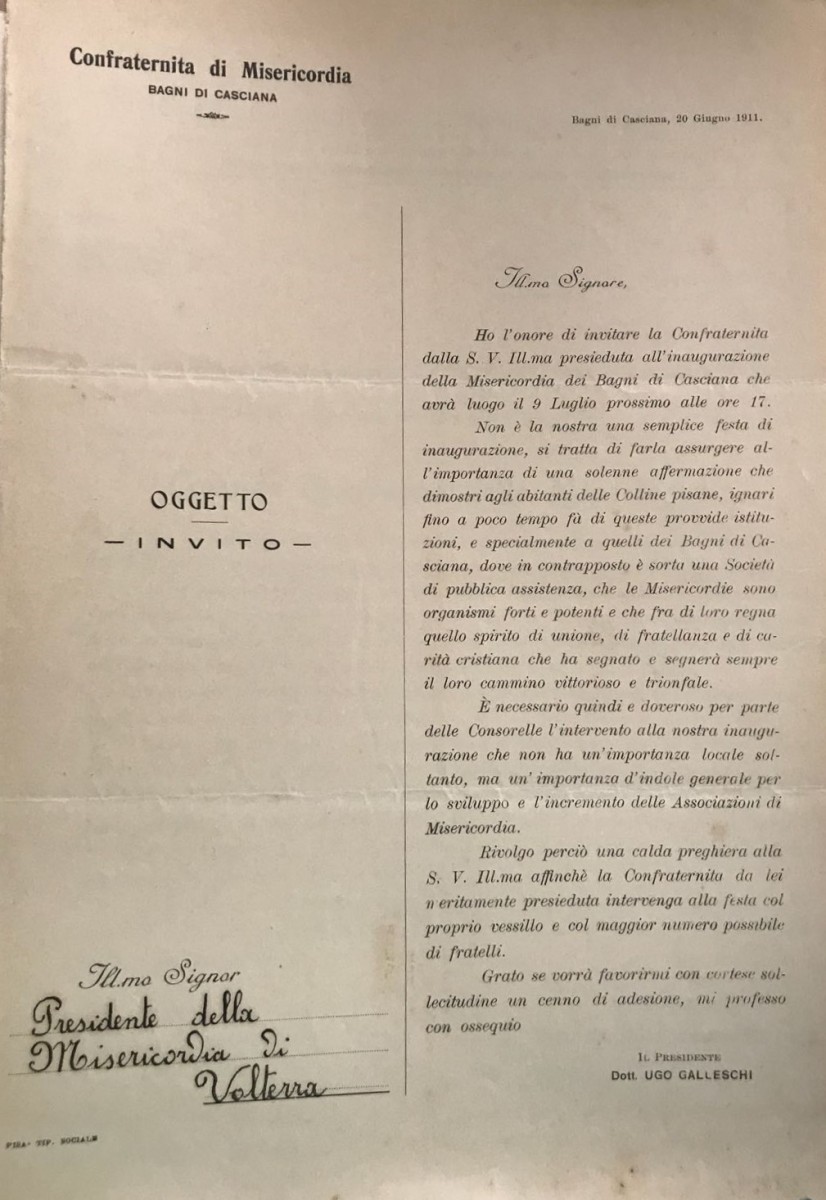 Confraternita di Misericordia
BAGNI DI CASCIANA
Bagni di Casciana, 20 Giugno 1911.
Ill.mo Signore,
Ho l'onore di invitare la Confraternita
dalla S. V. Ill.ma presieduta all'inaugurazione
della Misericordia dei Bagni di Casciana che
avrà luogo il 9 Luglio prossimo alle ore 17.
Non è la nostra una semplice festa di
inaugurazione, si tratta di farla assurgere al-
l'importanza di una solenne affermazione che
dimostri agli abitanti delle Colline pisane, ignari
fino a poco tempo fà di queste provvide istitu-
zioni, e specialmente a quelli dei Bagni di Ca-
sciana, dove in contrapposto è sorta una Società
di pubblica assistenza, che le Misericordie sono
organismi forti e potenti e che fra di loro regna
quello spirito di unione, di fratellanza e di ca-
rità cristiana che ha segnato e segnerà sempre
il loro cammino vittorioso e trionfale.
È necessario quindi e doveroso per parte
delle Consorelle l'intervento alla nostra inaugu-
razione che non ha un'importanza locale sol-
tanto, ma un' importanza d'indole generale per
lo sviluppo e l'incremento delle Associazioni di
Misericordia.
Rivolgo perciò una calda preghiera alla
S. V. Ill.ma affinchè la Confraternita da lei
meritamente presieduta intervenga alla festa col
proprio vessillo e col maggior numero possibile
di fratelli.
Grato se vorrà favorirmi con cortese sol-
lecitudine un cenno di adesione, mi professo
con ossequio
IL PRESIDENTE
Dott. UGO GALLESCHI
OGGETTO
— INVITO —
Ill.mo Signor
Presidente della
Misericordia di
Volterra
PISA - TIP. SOCIALE